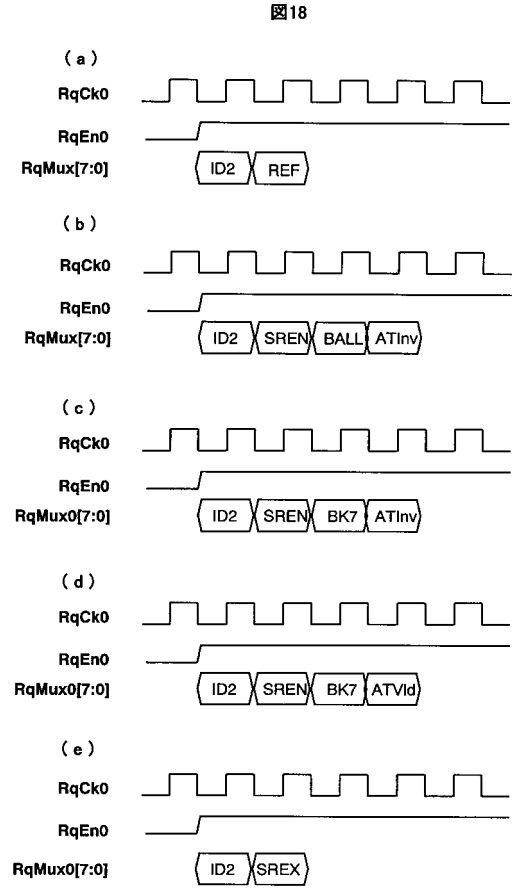 図18
(a)
RqCk0
RqEn0
RqMux[7:0]
ID2 REF
(b)
RqCk0
RqEn0
RqMux[7:0]
ID2 SREN BALL ATInv
(c)
RqCk0
RqEn0
RqMux0[7:0]
ID2 SREN BK7 ATInv
(d)
RqCk0
RqEn0
RqMux0[7:0]
ID2 SREN BK7 ATVld
(e)
RqCk0
RqEn0
RqMux0[7:0]
ID2 SREX